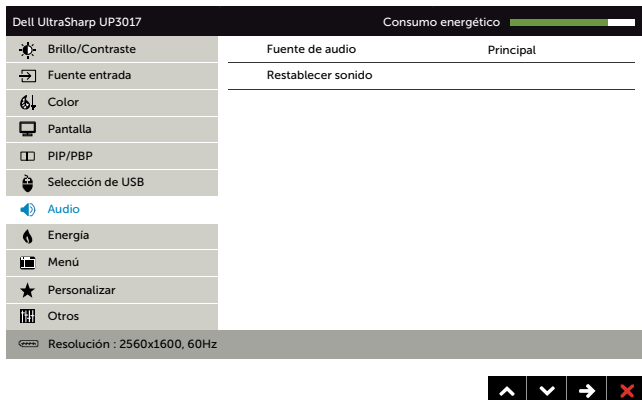 Dell UltraSharp UP3017 Consumo energético
Brillo/Contraste
Fuente entrada
Color
Pantalla
PIP/PBP
Selección de USB
Audio
Energía
Menú
Personalizar
Otros
Fuente de audio Principal
Restablecer sonido
Resolución : 2560x1600, 60Hz